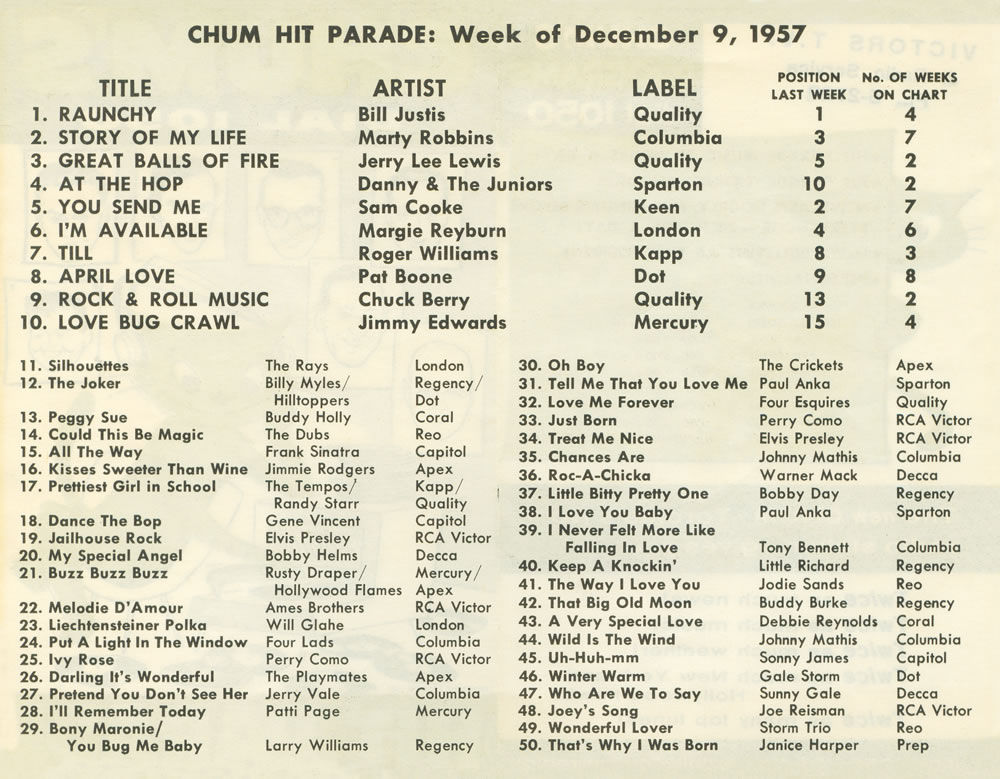 CHUM HIT PARADE: Week of December 9, 1957
TITLE ARTIST LABEL POSITION LAST WEEK No. OF WEEKS ON CHART
1. RAUNCHY Bill Justis Quality 1 4
2. STORY OF MY LIFE Marty Robbins Columbia 3 7
3. GREAT BALLS OF FIRE Jerry Lee Lewis Quality 5 2
4. AT THE HOP Danny & The Juniors Sparton 10 2
5. YOU SEND ME Sam Cooke Keen 2 7
6. I'M AVAILABLE Margie Reyburn London 4 6
7. TILL Roger Williams Kapp 8 3
8. APRIL LOVE Pat Boone Dot 9 8
9. ROCK & ROLL MUSIC Chuck Berry Quality 13 2
10. LOVE BUG CRAWL Jimmy Edwards Mercury 15 4
11. Silhouettes The Rays London
12. The Joker Billy Myles/ Regency/
Hilltoppers Dot
13. Peggy Sue Buddy Holly Coral
14. Could This Be Magic The Dubs Reo
15. All The Way Frank Sinatra Capitol
16. Kisses Sweeter Than Wine Jimmie Rodgers Apex
17. Prettiest Girl in School The Tempos/ Kapp/
Randy Starr Quality
18. Dance The Bop Gene Vincent Capitol
19. Jailhouse Rock Elvis Presley RCA Victor
20. My Special Angel Bobby Helms Decca
21. Buzz Buzz Buzz Rusty Draper/ Mercury/
Hollywood Flames Apex
22. Melodie D'Amour Ames Brothers RCA Victor
23. Liechtensteiner Polka Will Glahe London
24. Put A Light In The Window Four Lads Columbia
25. Ivy Rose Perry Como RCA Victor
26. Darling It's Wonderful The Playmates Apex
27. Pretend You Don't See Her Jerry Vale Columbia
28. I'll Remember Today Patti Page Mercury
29. Bony Maronie/
You Bug Me Baby Larry Williams Regency
30. Oh Boy The Crickets Apex
31. Tell Me That You Love Me Paul Anka Sparton
32. Love Me Forever Four Esquires Quality
33. Just Born Perry Como RCA Victor
34. Treat Me Nice Elvis Presley RCA Victor
35. Chances Are Johnny Mathis Columbia
36. Roc-A-Chicka Warner Mack Decca
37. Little Bitty Pretty One Bobby Day Regency
38. I Love You Baby Paul Anka Sparton
39. I Never Felt More Like
Falling In Love Tony Bennett Columbia
40. Keep A Knockin' Little Richard Regency
41. The Way I Love You Jodie Sands Reo
42. That Big Old Moon Buddy Burke Regency
43. A Very Special Love Debbie Reynolds Coral
44. Wild Is The Wind Johnny Mathis Columbia
45. Uh-Huh-mm Sonny James Capitol
46. Winter Warm Gale Storm Dot
47. Who Are We To Say Sunny Gale Decca
48. Joey's Song Joe Reisman RCA Victor
49. Wonderful Lover Storm Trio Reo
50. That's Why I Was Born Janice Harper Prep